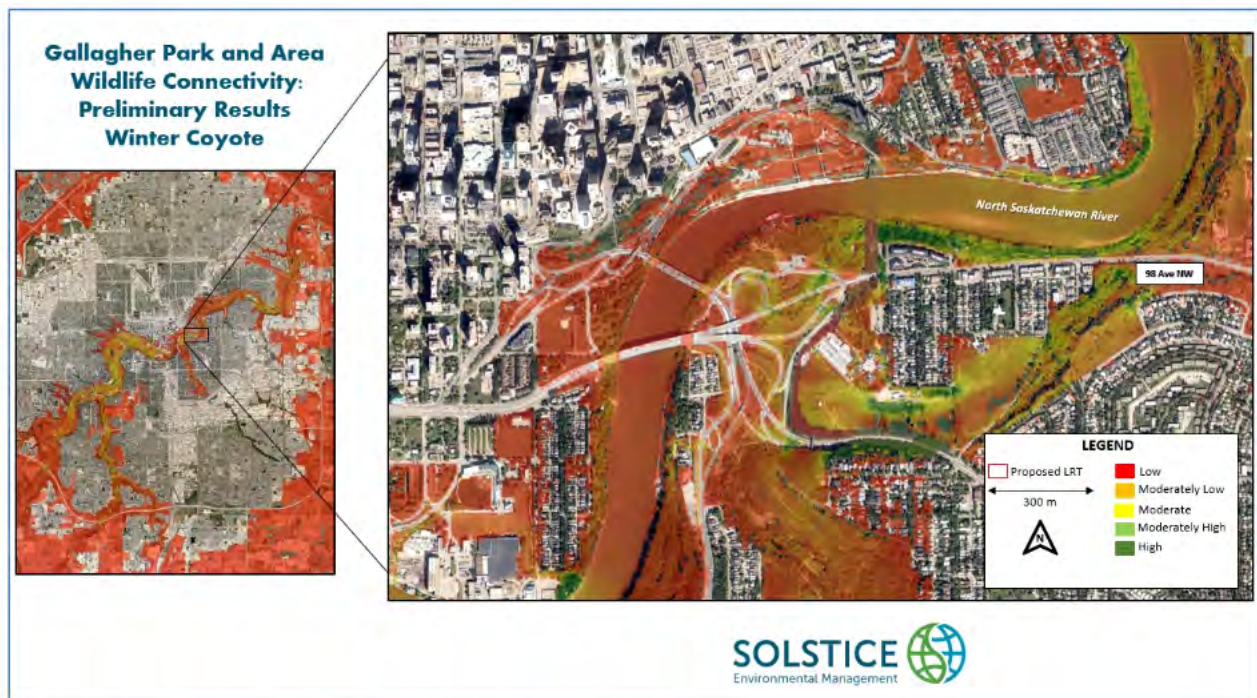 Gallagher Park and Area
Wildlife Connectivity:
Preliminary Results
Winter Coyote
North Saskatchewan River
98 Ave NW
LEGEND
Proposed LRT
300 m
N
Low
Moderately Low
Moderate
Moderately High
High
SOLSTICE
Environmental Management